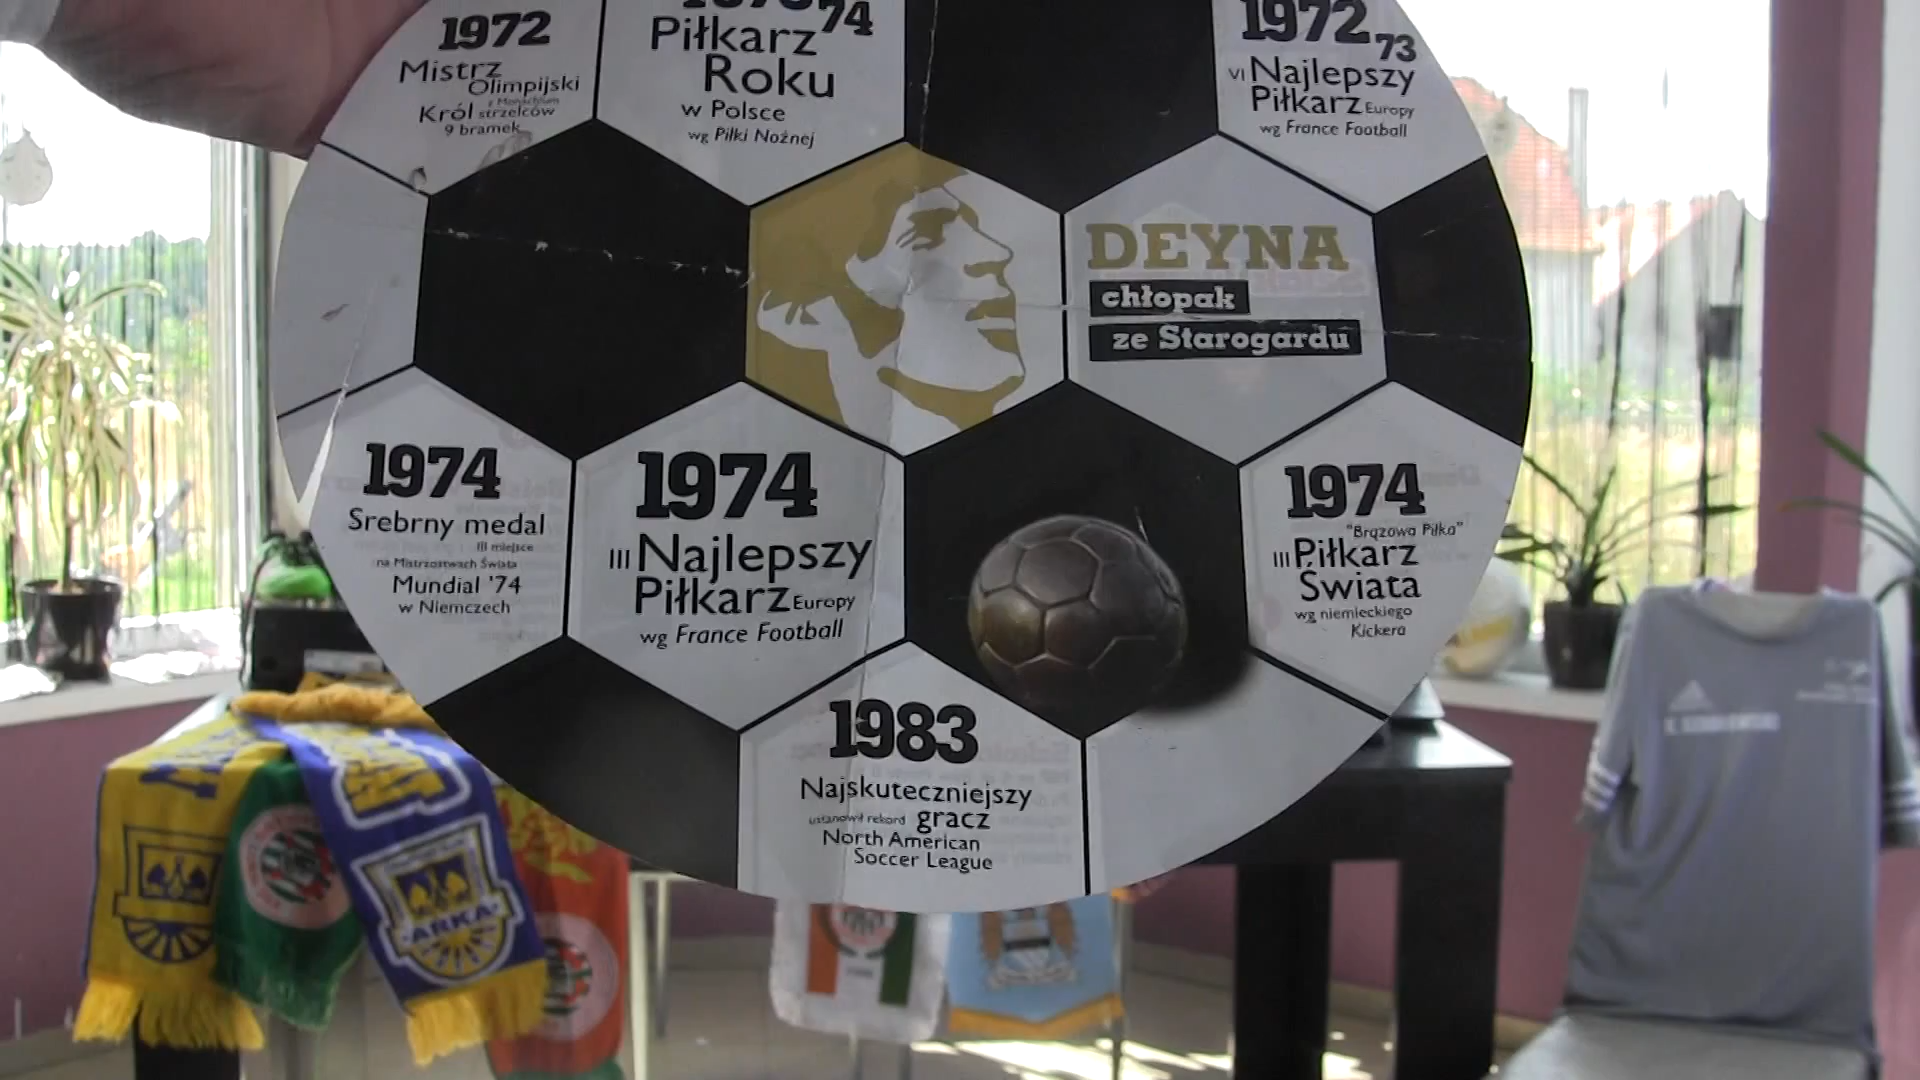 1972
Mistrz
Olimpijski
z Monachium
Król strzelców
9 bramek
74
Piłkarz
Roku
w Polsce
wg Piłki Nożnej
1972
73
VI Najlepszy
Piłkarz Europy
wg France Football
DEYNA
chłopak
ze Starogardu
1974
Srebrny medal
III miejsce
na Mistrzostwach Świata
Mundial '74
w Niemczech
1974
III Najlepszy
Piłkarz Europy
wg France Football
1974
"Brązowa Piłka"
III Piłkarz
Świata
wg niemieckiego
Kickera
1983
Najskuteczniejszy
ustanowił rekord gracz
North American
Soccer League
ARKA